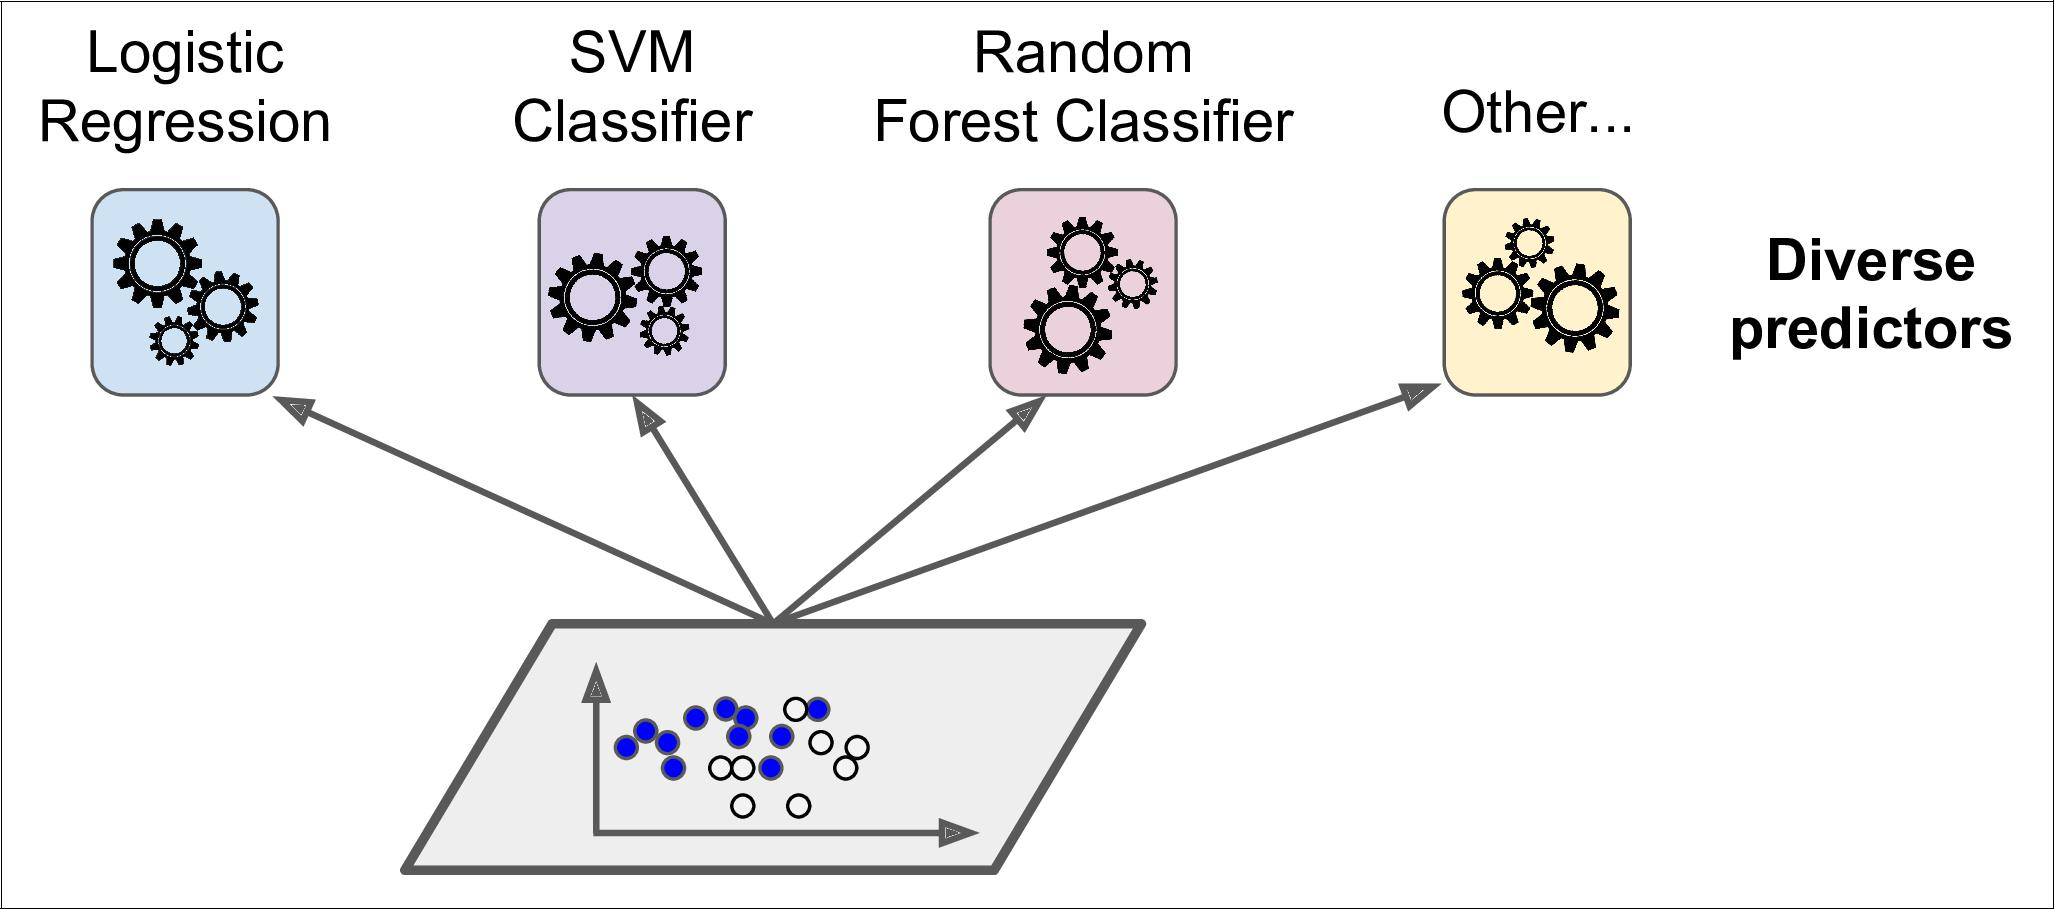 Logistic
Regression
SVM
Classifier
Random
Forest Classifier
Other...
Diverse
predictors